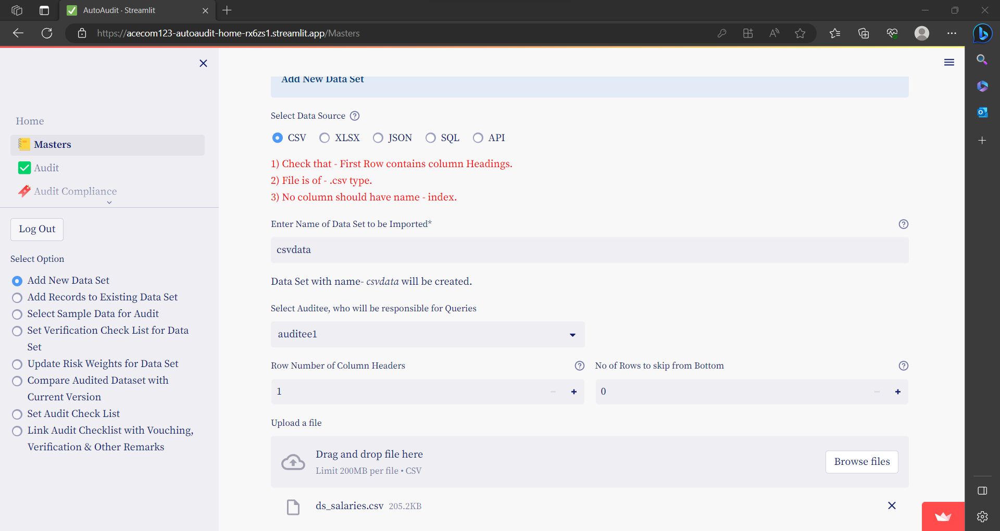 AutoAudit · Streamlit
https://acecom123-autoaudit-home-rx6zs1.streamlit.app/Masters
Home
Masters
Audit
Audit Compliance
Log Out
Select Option
Add New Data Set
Add Records to Existing Data Set
Select Sample Data for Audit
Set Verification Check List for Data
Set
Update Risk Weights for Data Set
Compare Audited Dataset with
Current Version
Set Audit Check List
Link Audit Checklist with Vouching,
Verification & Other Remarks
Add New Data Set
Select Data Source
CSV XLSX JSON SQL API
1) Check that - First Row contains column Headings.
2) File is of - .csv type.
3) No column should have name - index.
Enter Name of Data Set to be Imported*
csvdata
Data Set with name- csvdata will be created.
Select Auditee, who will be responsible for Queries
auditee1
Row Number of Column Headers No of Rows to skip from Bottom
1 0
Upload a file
Drag and drop file here
Limit 200MB per file • CSV
Browse files
ds_salaries.csv 205.2KB